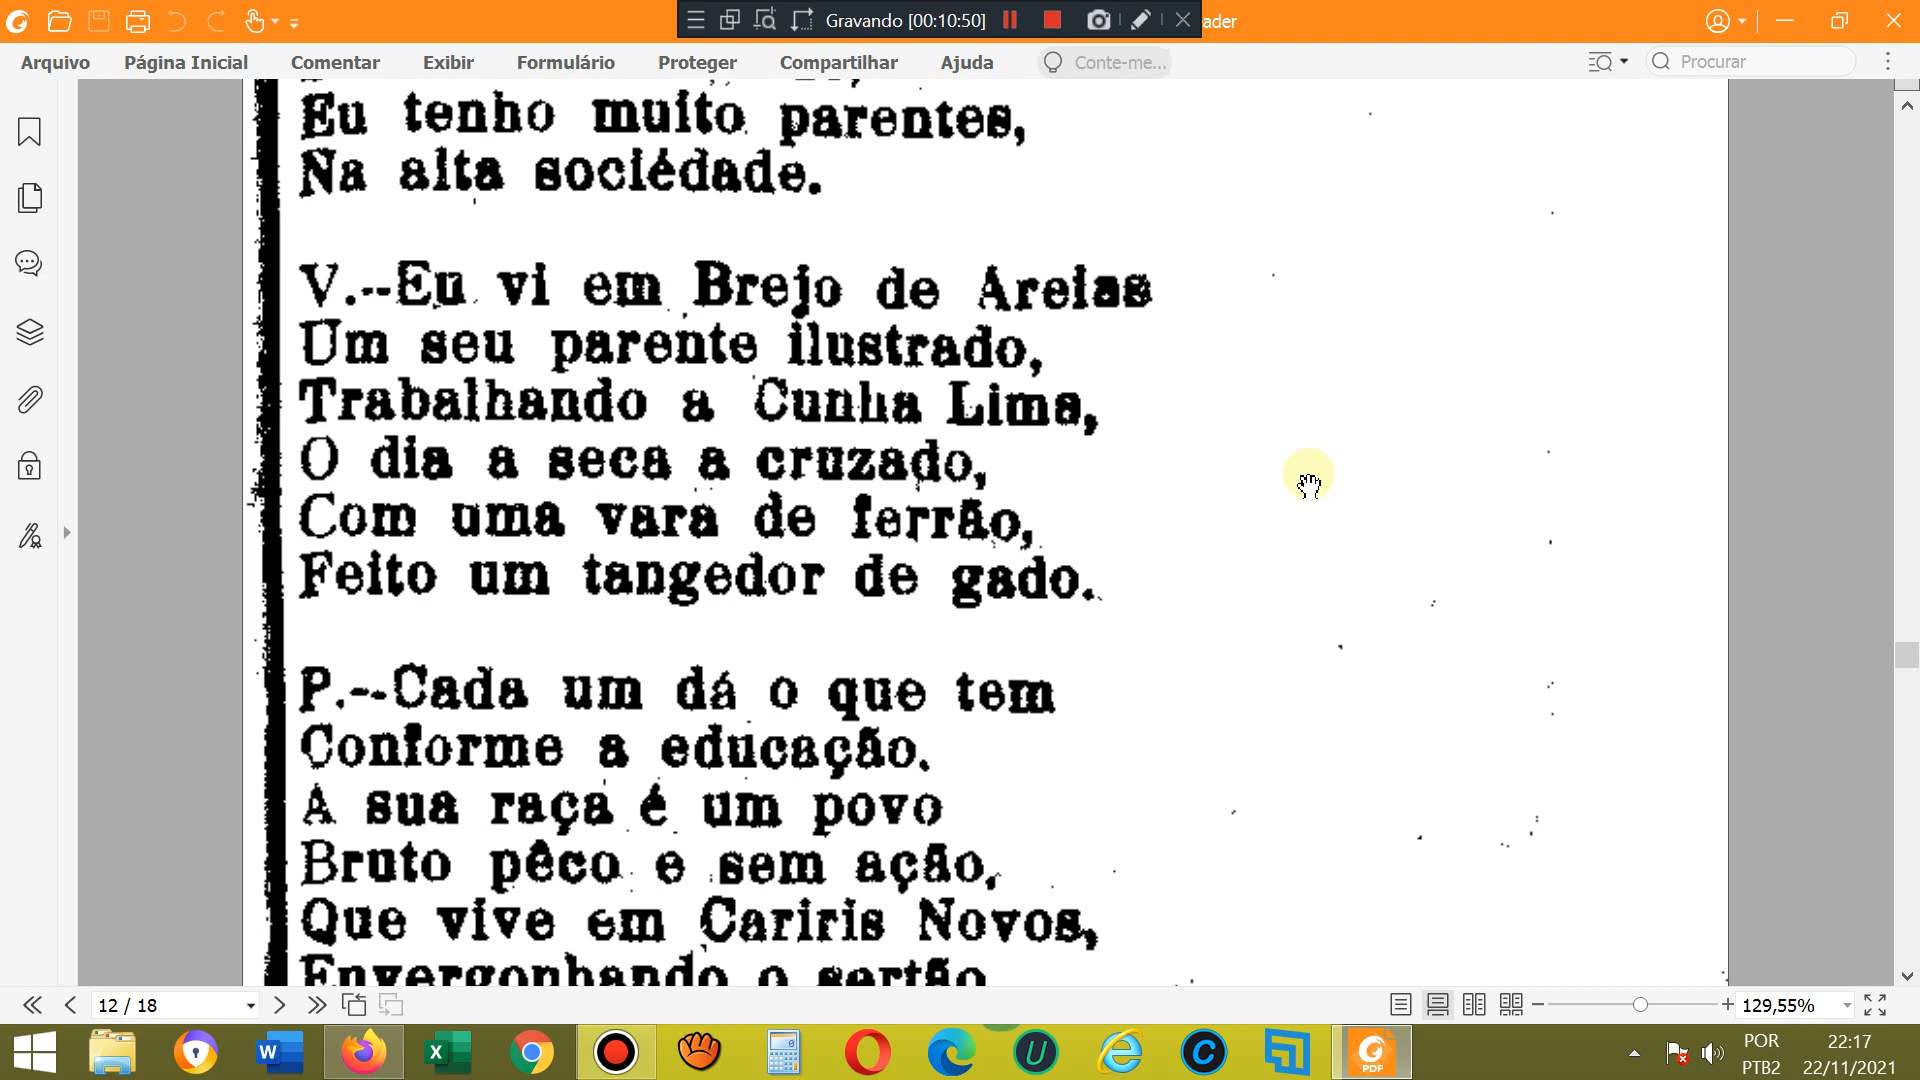 Gravando [00:10:50]
ader
Arquivo Página Inicial Comentar Exibir Formulário Proteger Compartilhar Ajuda Conte-me... Procurar
Eu tenho muito parentes,
Na alta sociédade.
V.--Eu vi em Brejo de Areias
Um seu parente ilustrado,
Trabalhando a Cunha Lima,
O dia a seca a cruzado,
Com uma vara de ferrão,
Feito um tangedor de gado.
P.--Cada um dá o que tem
Conforme a educação.
A sua raça é um povo
Bruto pêco e sem ação,
Que vive em Cariris Novos,
Envergonhando o sertão
12 / 18
129,55%
POR 22:17
PTB2 22/11/2021